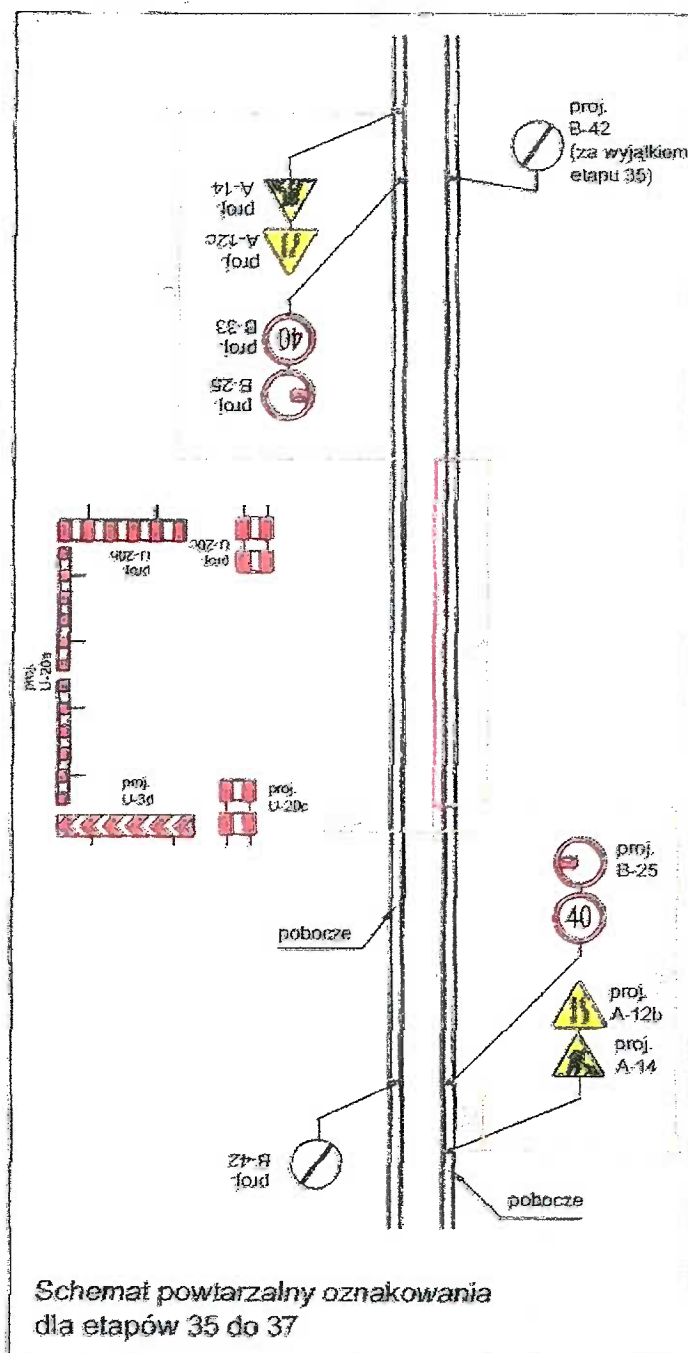 proj.
B-42
(za wyjątkiem
etapu 35)
proj.
A-14
proj.
A-12c
40
proj.
B-33
proj.
B-25
proj.
U-20b
proj.
U-20c
proj.
U-20a
proj.
U-3d
proj.
U-20c
proj.
B-25
40
pobocze
proj.
A-12b
proj.
A-14
proj.
B-42
pobocze
Schemat powtarzalny oznakowania
dla etapów 35 do 37